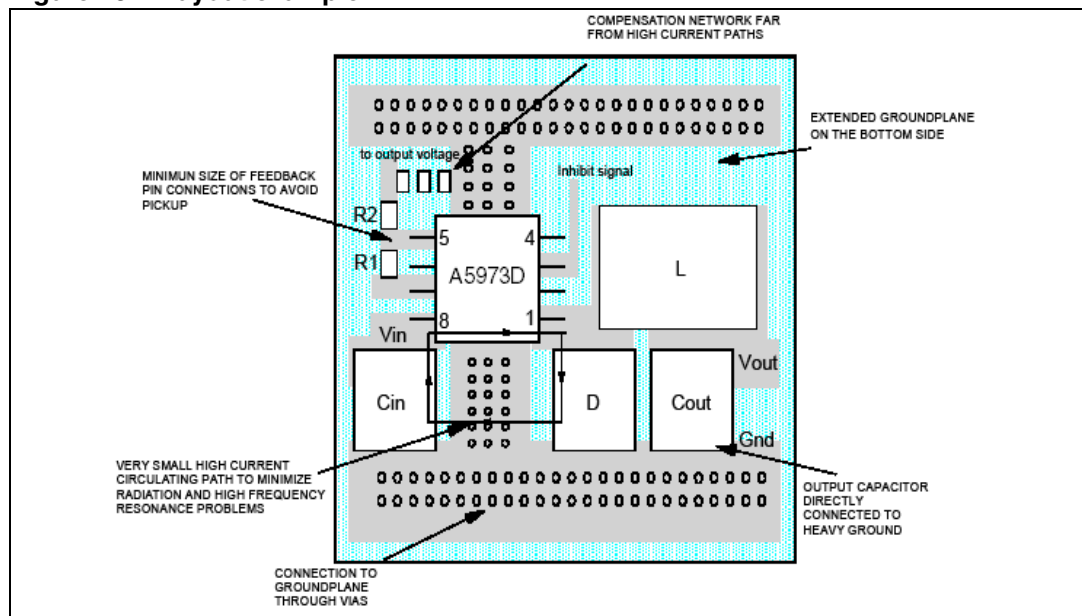 COMPENSATION NETWORK FAR
FROM HIGH CURRENT PATHS
EXTENDED GROUNDPLANE
ON THE BOTTOM SIDE
to output voltage
Inhibit signal
MINIMUN SIZE OF FEEDBACK
PIN CONNECTIONS TO AVOID
PICKUP
R2
R1
5
4
A5973D
8
1
L
Vin
Vout
Cin
D
Cout
Gnd
VERY SMALL HIGH CURRENT
CIRCULATING PATH TO MINIMIZE
RADIATION AND HIGH FREQUENCY
RESONANCE PROBLEMS
OUTPUT CAPACITOR
DIRECTLY
CONNECTED TO
HEAVY GROUND
CONNECTION TO
GROUNDPLANE
THROUGH VIAS